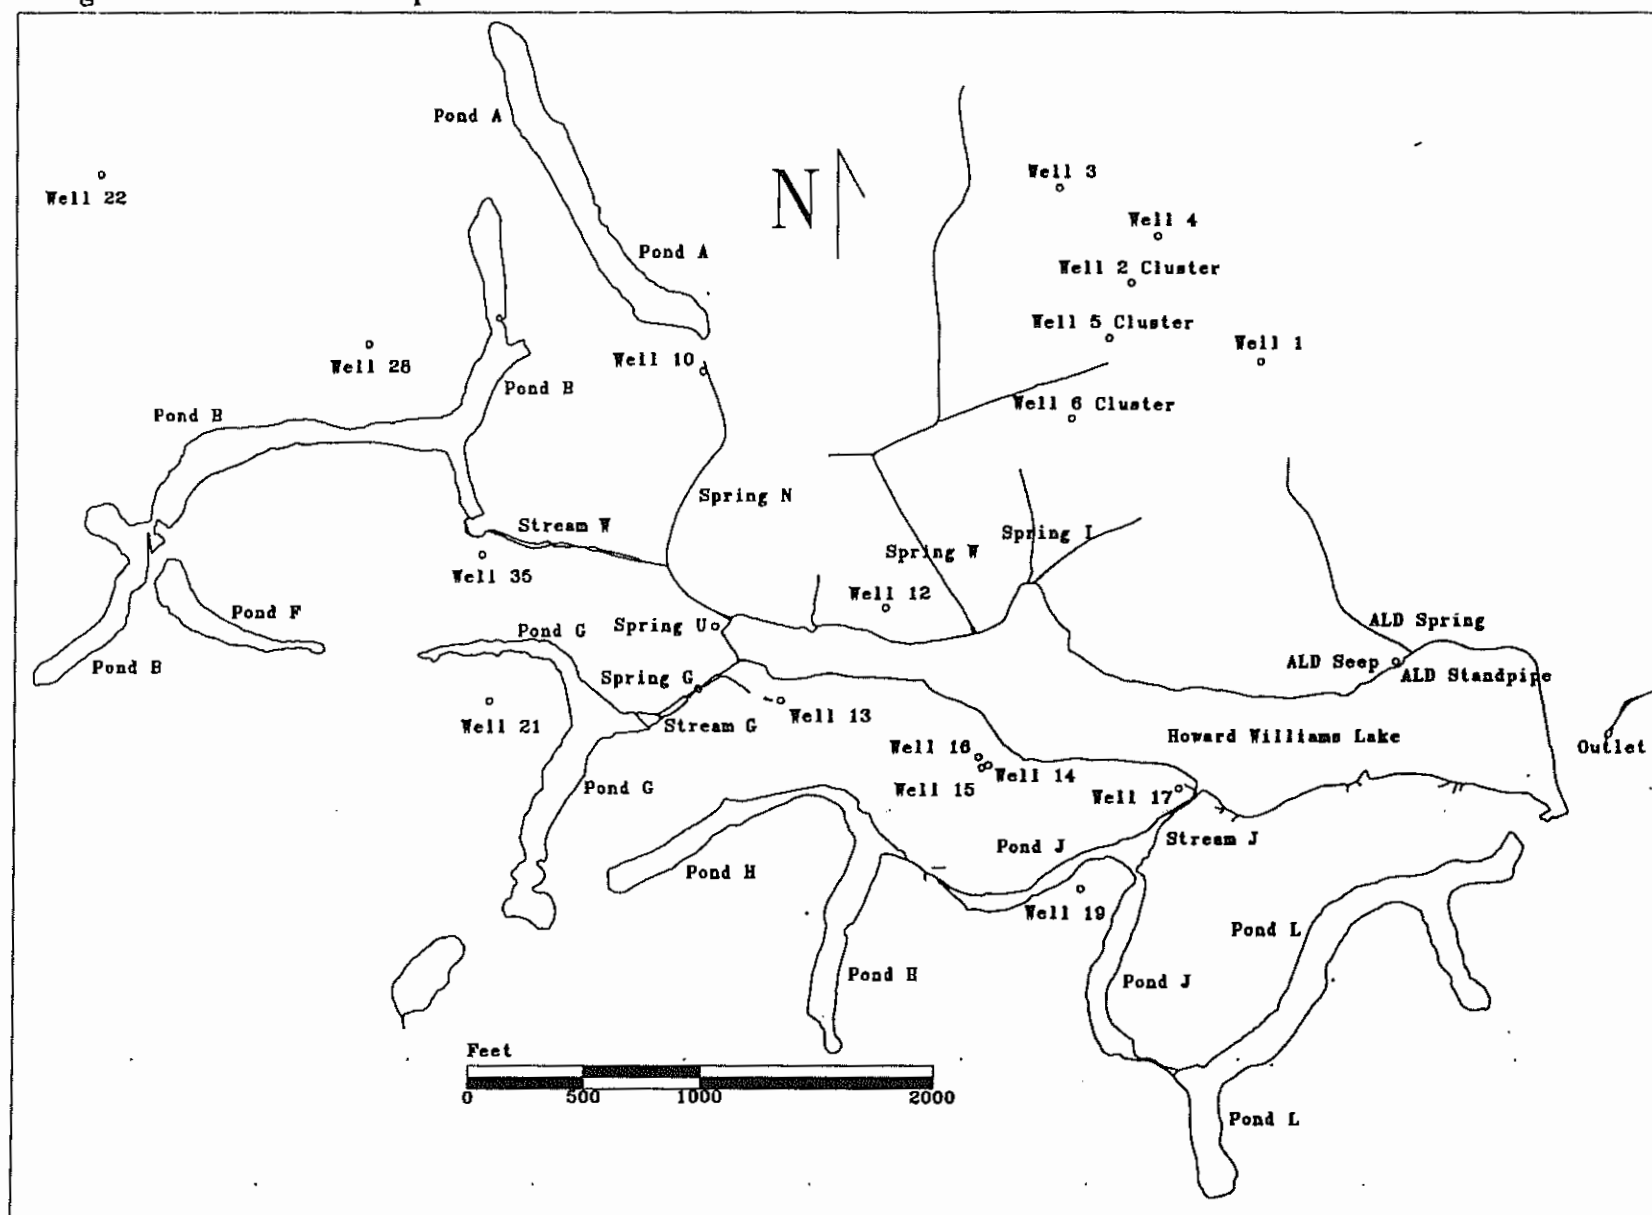 Pond A
Well 3
Well 22
N
Well 4
Pond A
Well 2 Cluster
Well 5 Cluster
Well 1
Well 10
Well 28
Pond B
Well 6 Cluster
Pond B
Spring N
Stream W
Spring I
Spring W
Well 35
Well 12
Pond F
Spring U
ALD Spring
Pond G
Pond B
ALD Seep
Spring G
ALD Standpipe
Well 13
Well 21
Stream G
Howard Williams Lake
Well 16
Outlet
Well 14
Pond G
Well 15
Well 17
Stream J
Pond J
Pond H
Well 19
Pond L
Pond H
Pond J
Feet
0 500 1000 2000
Pond L